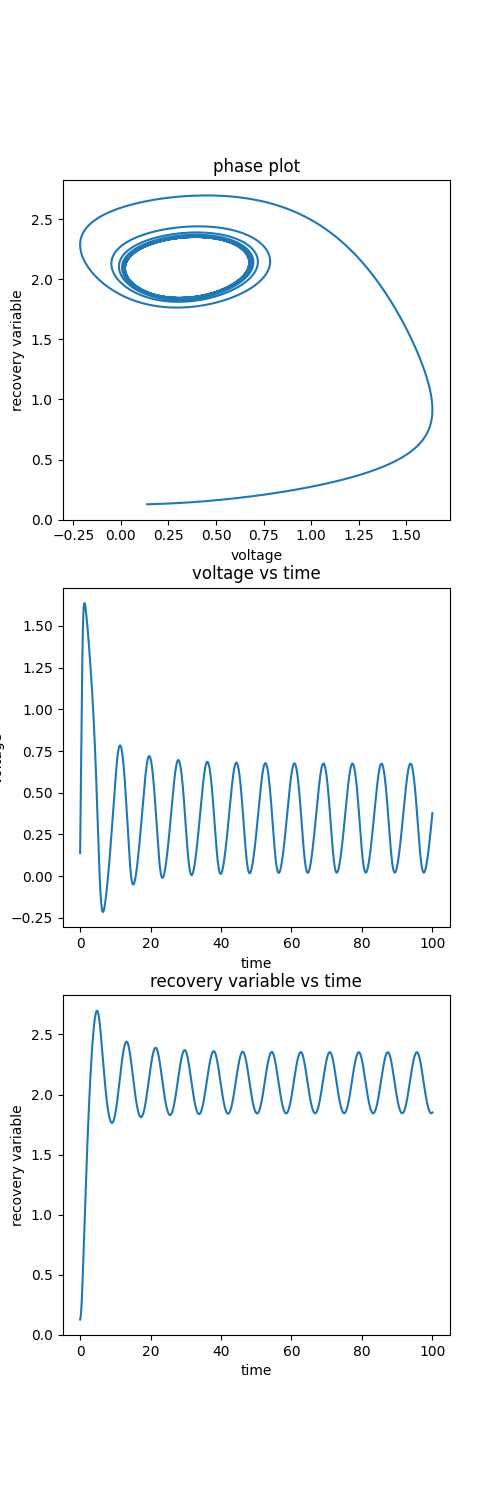 phase plot
2.5
2.0
1.5
1.0
0.5
0.0
recovery variable
−0.25 0.00 0.25 0.50 0.75 1.00 1.25 1.50
voltage
voltage vs time
1.50
1.25
1.00
0.75
0.50
0.25
0.00
−0.25
0 20 40 60 80 100
time
recovery variable vs time
2.5
2.0
1.5
1.0
0.5
0.0
recovery variable
0 20 40 60 80 100
time